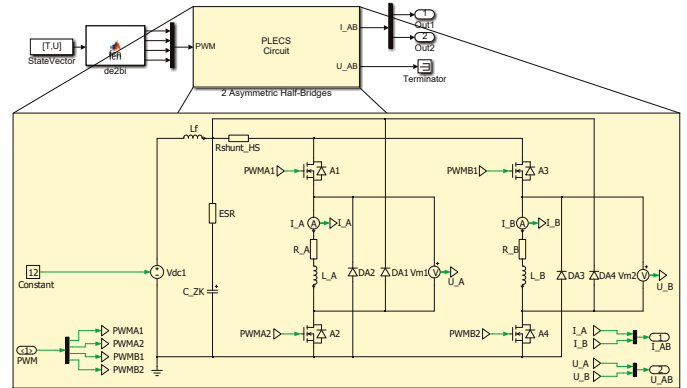 [T,U]
StateVector
fcn
de2bi
PWM
PLECS
Circuit
I_AB
U_AB
2 Asymmetric Half-Bridges
1
Out1
2
Out2
Terminator
Lf
Rshunt_HS
PWMA1
A1
PWMB1
A3
ESR
I_A
A
I_A
I_B
A
I_B
R_A
R_B
12
Constant
Vdc1
C_ZK
L_A
DA2
DA1
Vm1
V
U_A
L_B
DA3
DA4
Vm2
V
U_B
PWMA2
A2
PWMB2
A4
<1>
PWM
PWMA1
PWMA2
PWMB1
PWMB2
I_A
I_B
1
I_AB
U_A
U_B
2
U_AB